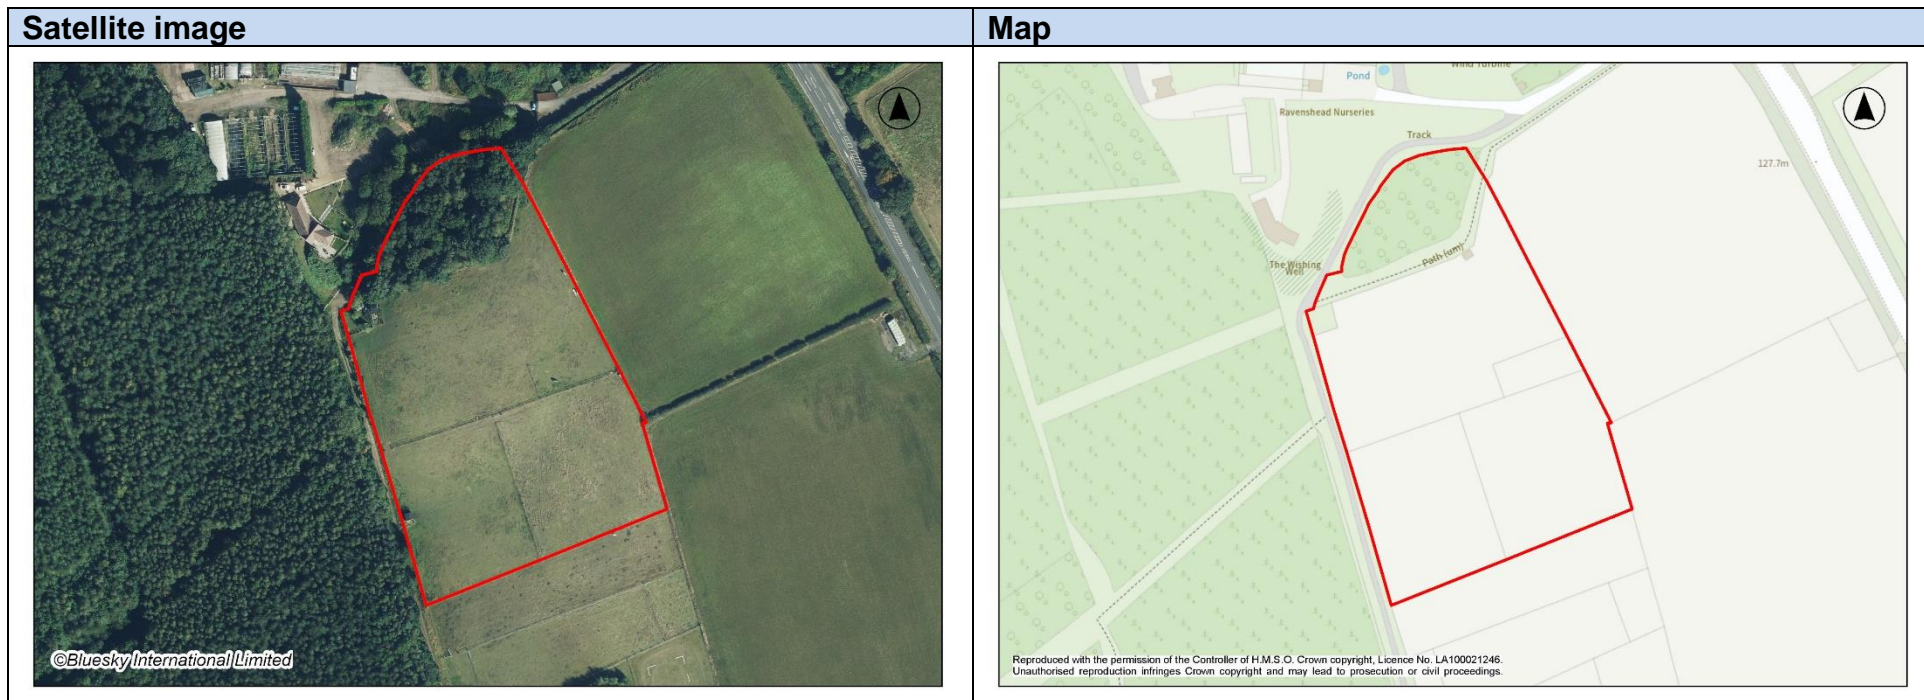 Satellite image
Map
©Bluesky International Limited
Wind Turbine
Pond
Ravenshead Nurseries
Track
127.7m
Path (um)
The Wishing
Well
Reproduced with the permission of the Controller of H.M.S.O. Crown copyright, Licence No. LA100021246.
Unauthorised reproduction infringes Crown copyright and may lead to prosecution or civil proceedings.